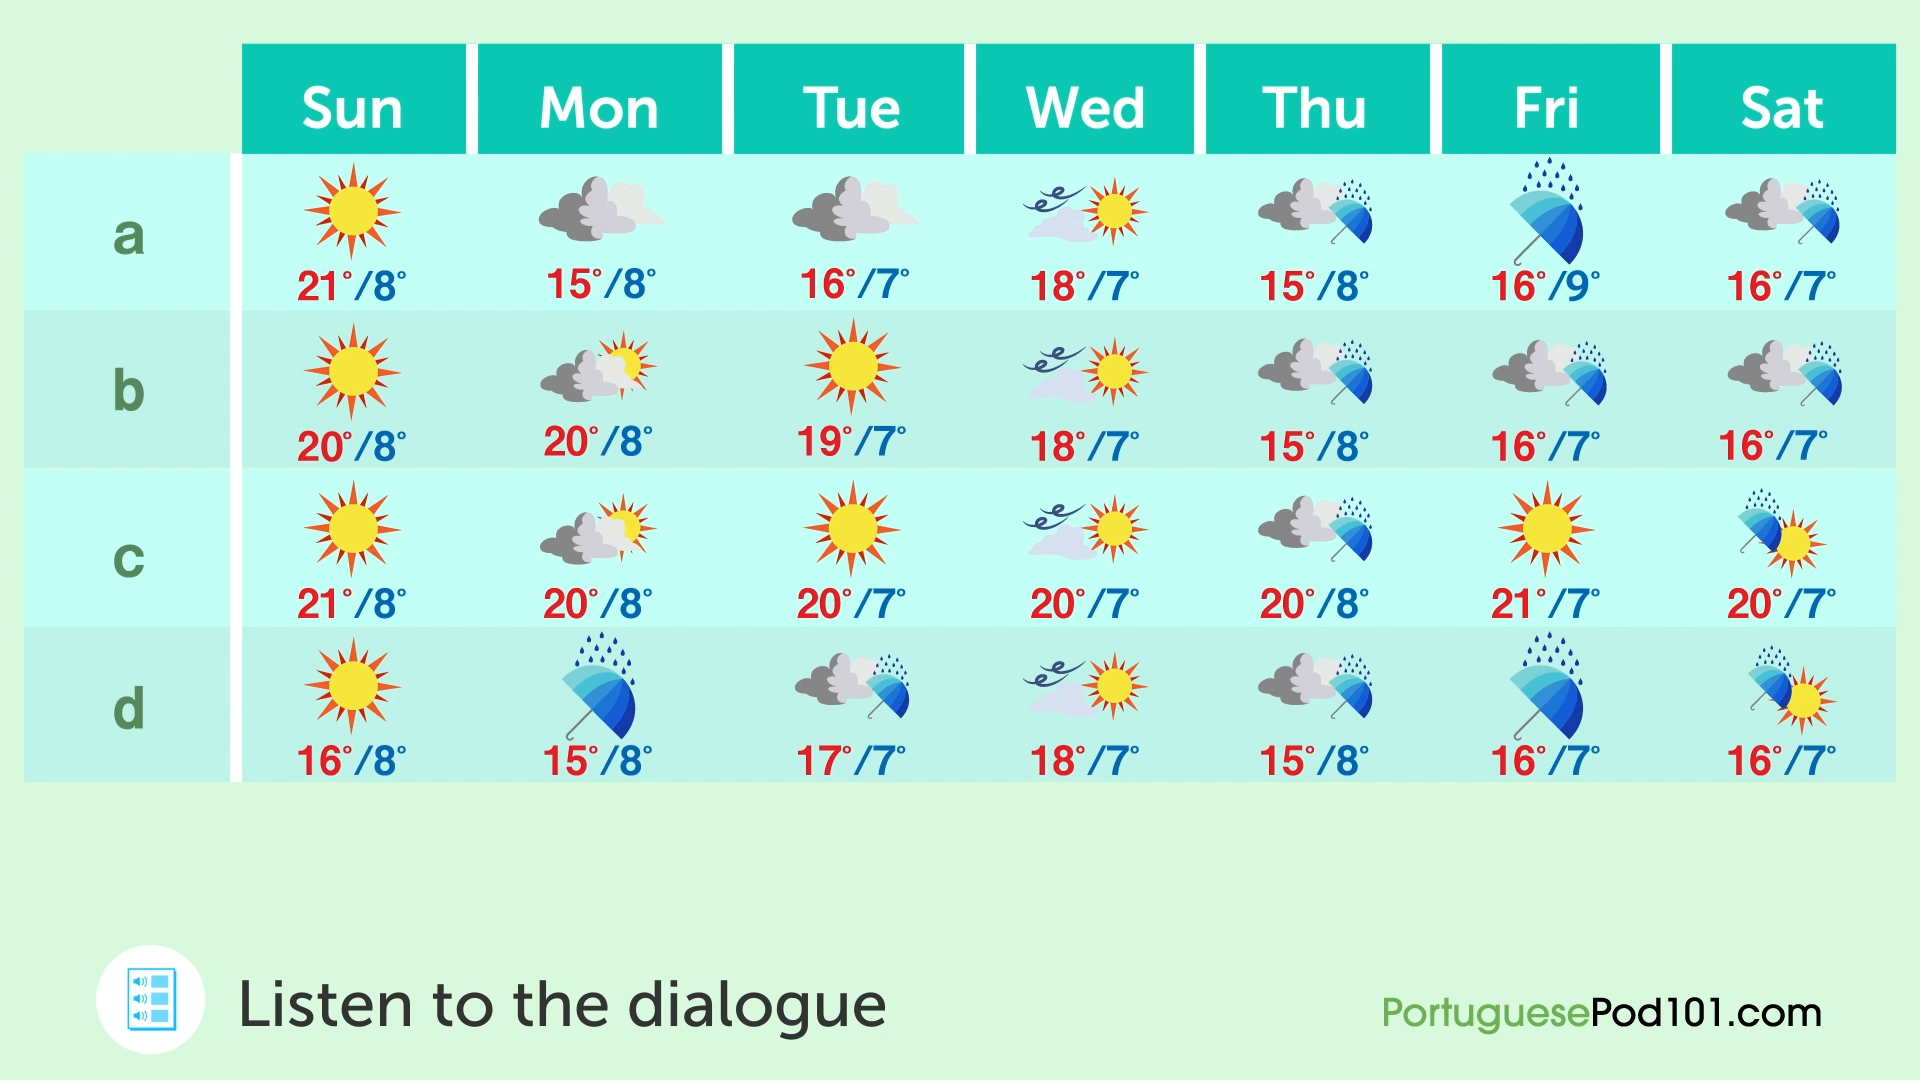 Sun Mon Tue Wed Thu Fri Sat
a
21°/8° 15°/8° 16°/7° 18°/7° 15°/8° 16°/9° 16°/7°
b
20°/8° 20°/8° 19°/7° 18°/7° 15°/8° 16°/7° 16°/7°
c
21°/8° 20°/8° 20°/7° 20°/7° 20°/8° 21°/7° 20°/7°
d
16°/8° 15°/8° 17°/7° 18°/7° 15°/8° 16°/7° 16°/7°
Listen to the dialogue
PortuguesePod101.com